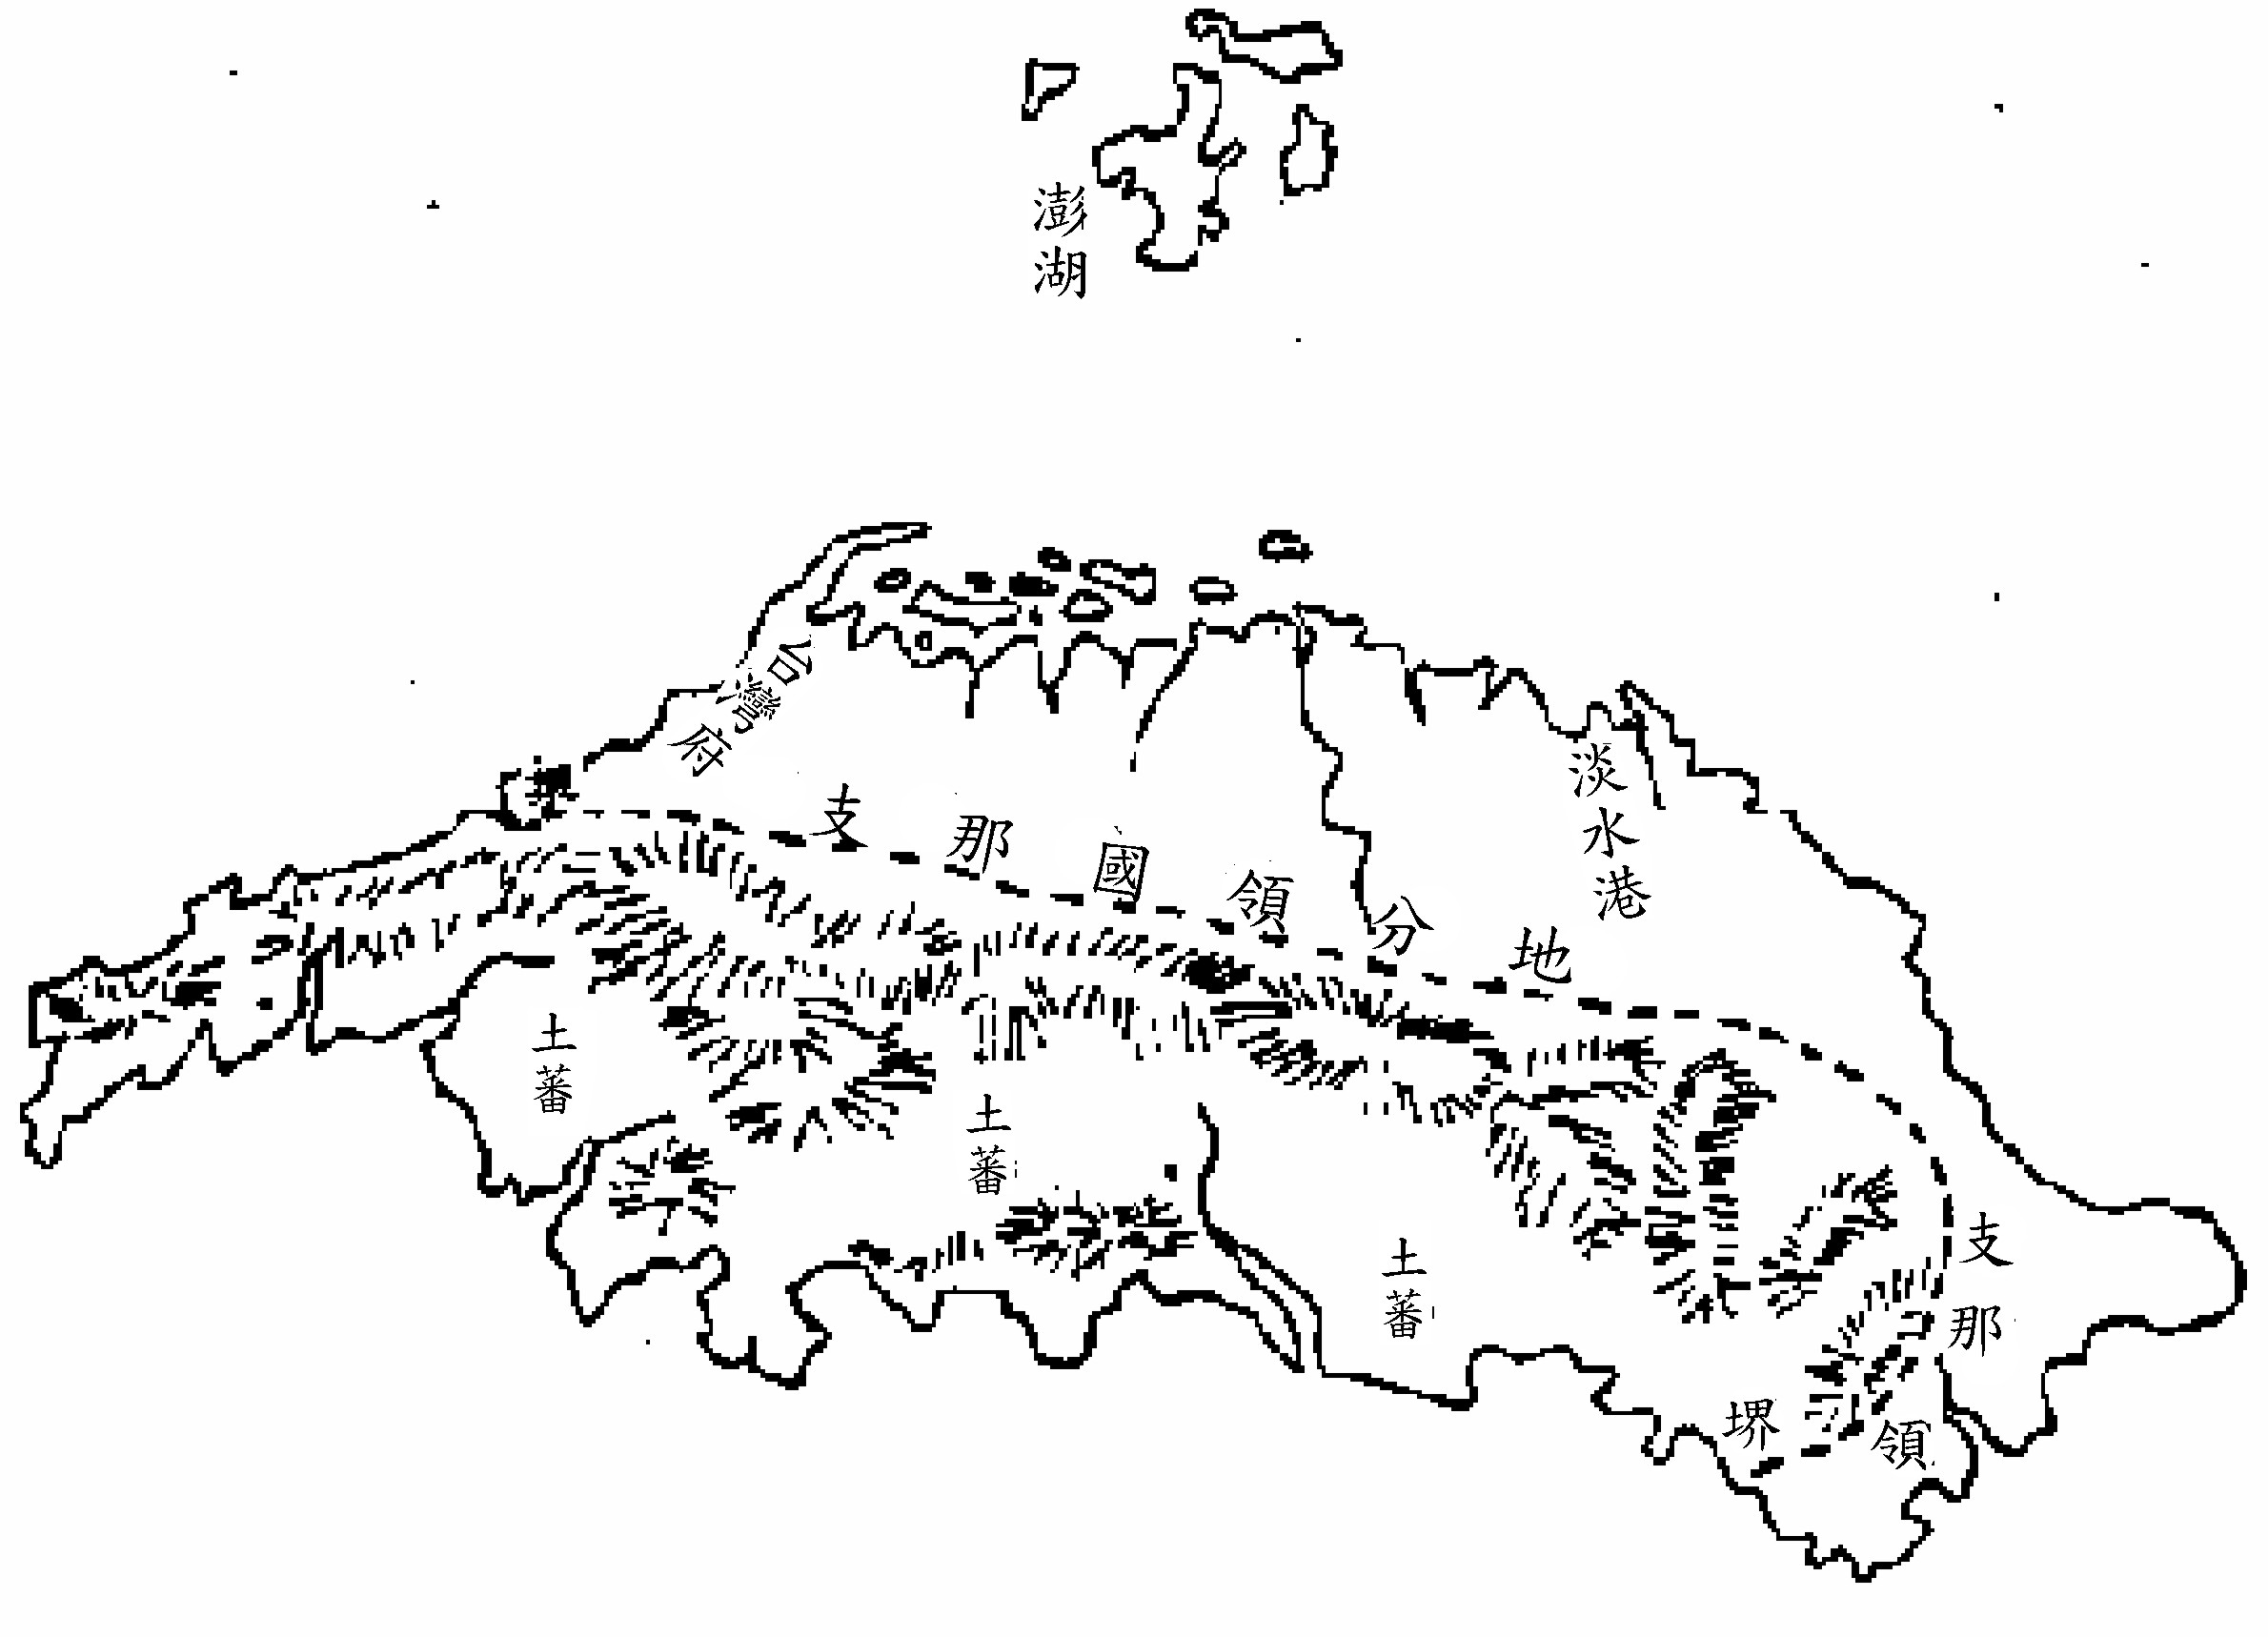 澎湖
台灣府
淡水港
支那國領分地
土蕃
土蕃
土蕃
支那領堺